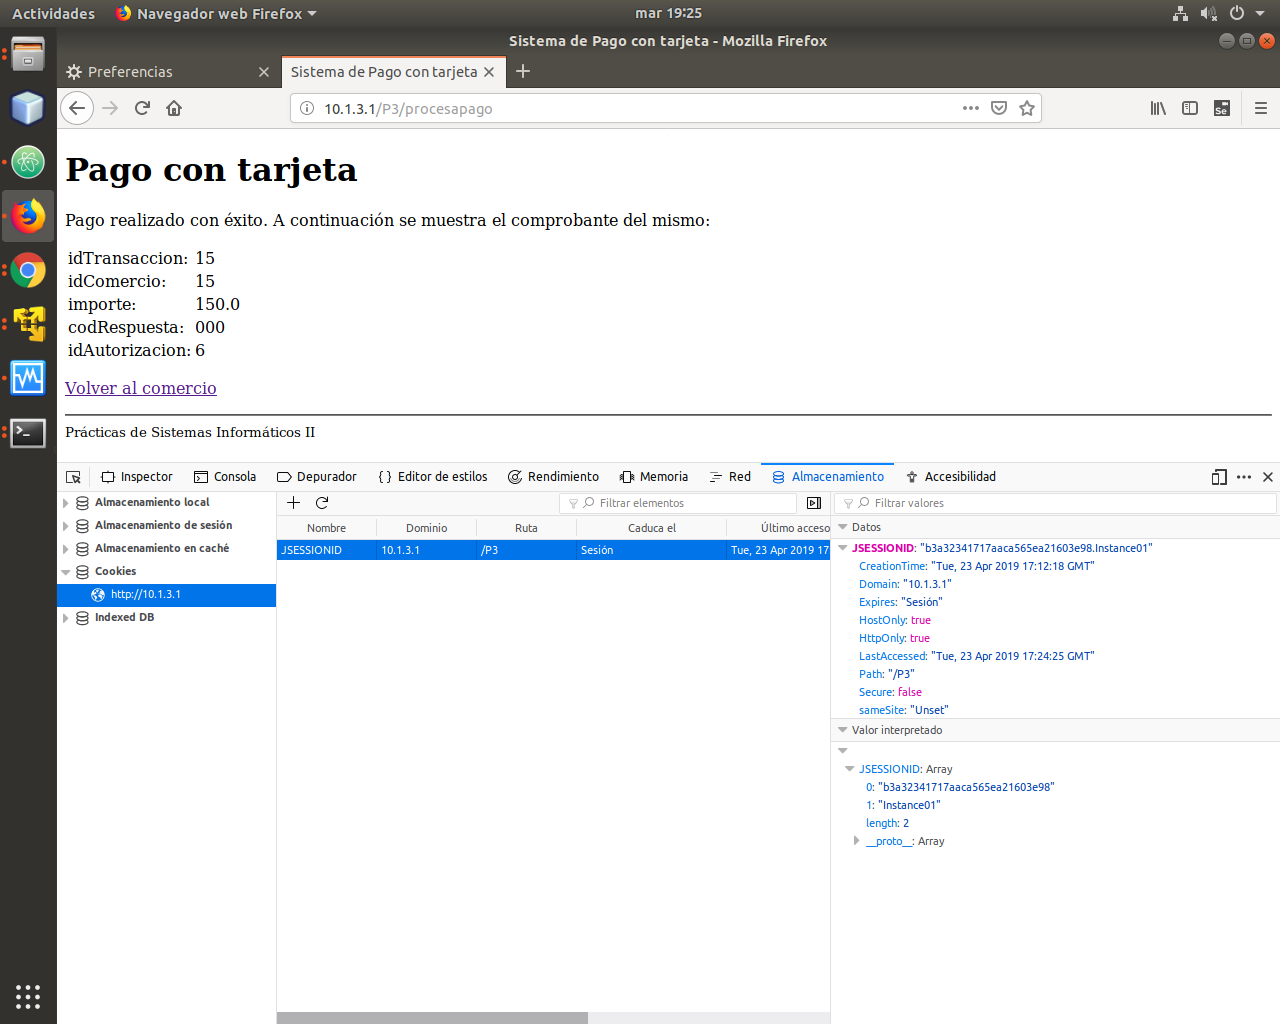 Actividades
Navegador web Firefox
mar 19:25
Sistema de Pago con tarjeta - Mozilla Firefox
Preferencias
Sistema de Pago con tarjeta
10.1.3.1/P3/procesapago
Se
Pago con tarjeta
Pago realizado con éxito. A continuación se muestra el comprobante del mismo:
idTransaccion: 15
idComercio: 15
importe: 150.0
codRespuesta: 000
idAutorizacion: 6
Volver al comercio
Prácticas de Sistemas Informáticos II
Inspector
Consola
Depurador
Editor de estilos
Rendimiento
Memoria
Red
Almacenamiento
Accesibilidad
Almacenamiento local
Almacenamiento de sesión
Almacenamiento en caché
Cookies
http://10.1.3.1
Indexed DB
Filtrar elementos
Nombre Dominio Ruta Caduca el Último acceso
JSESSIONID 10.1.3.1 /P3 Sesión Tue, 23 Apr 2019 17
Filtrar valores
Datos
JSESSIONID: "b3a32341717aaca565ea21603e98.Instance01"
CreationTime: "Tue, 23 Apr 2019 17:12:18 GMT"
Domain: "10.1.3.1"
Expires: "Sesión"
HostOnly: true
HttpOnly: true
LastAccessed: "Tue, 23 Apr 2019 17:24:25 GMT"
Path: "/P3"
Secure: false
sameSite: "Unset"
Valor interpretado
JSESSIONID: Array
0: "b3a32341717aaca565ea21603e98"
1: "Instance01"
length: 2
__proto__: Array